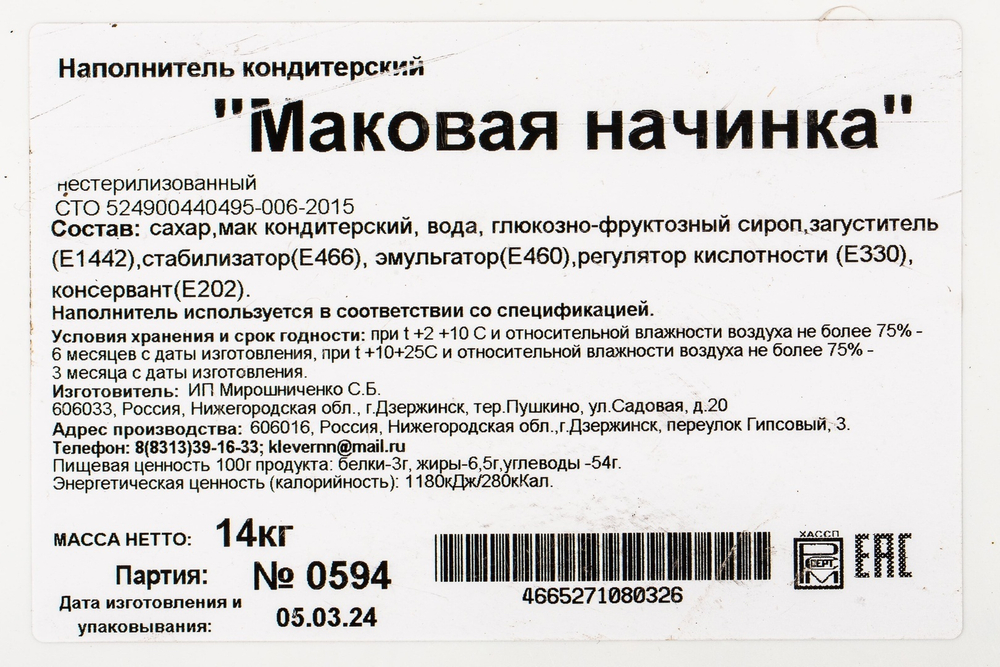 Наполнитель кондитерский
"Маковая начинка"
нестерилизованный
СТО 524900440495-006-2015
Состав: сахар,мак кондитерский, вода, глюкозно-фруктозный сироп,загуститель
(Е1442),стабилизатор(Е466), эмульгатор(Е460),регулятор кислотности (Е330),
консервант(Е202).
Наполнитель используется в соответствии со спецификацией.
Условия хранения и срок годности: при t +2 +10 С и относительной влажности воздуха не более 75% -
6 месяцев с даты изготовления, при t +10+25С и относительной влажности воздуха не более 75% -
3 месяца с даты изготовления.
Изготовитель: ИП Мирошниченко С.Б.
606033, Россия, Нижегородская обл., г.Дзержинск, тер.Пушкино, ул.Садовая, д.20
Адрес производства: 606016, Россия, Нижегородская обл.,г.Дзержинск, переулок Гипсовый, 3.
Телефон: 8(8313)39-16-33; klevernn@mail.ru
Пищевая ценность 100г продукта: белки-3г, жиры-6,5г,углеводы -54г.
Энергетическая ценность (калорийность): 1180кДж/280кКал.
МАССА НЕТТО: 14кг
Партия: № 0594
Дата изготовления и
упаковывания: 05.03.24
4665271080326
ХАССП
СЕРТ
EAC